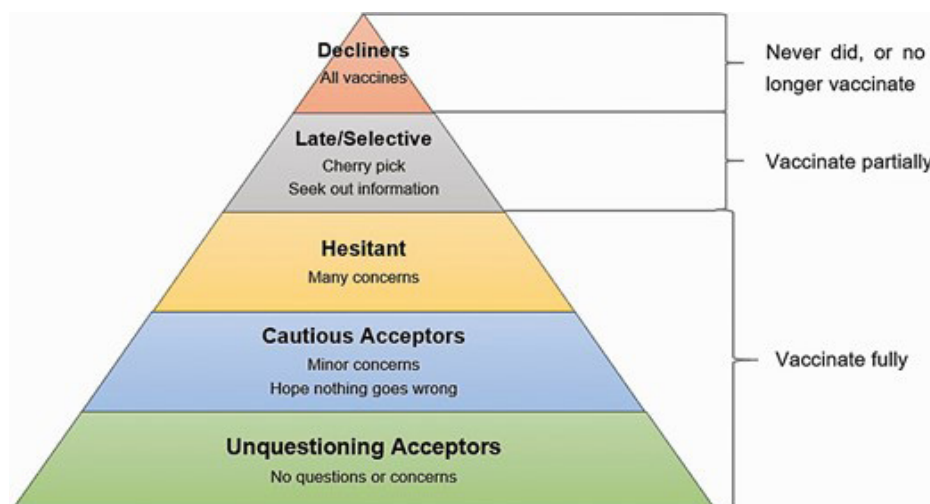 Decliners
All vaccines
Never did, or no
longer vaccinate
Late/Selective
Cherry pick
Seek out information
Vaccinate partially
Hesitant
Many concerns
Cautious Acceptors
Minor concerns
Hope nothing goes wrong
Vaccinate fully
Unquestioning Acceptors
No questions or concerns